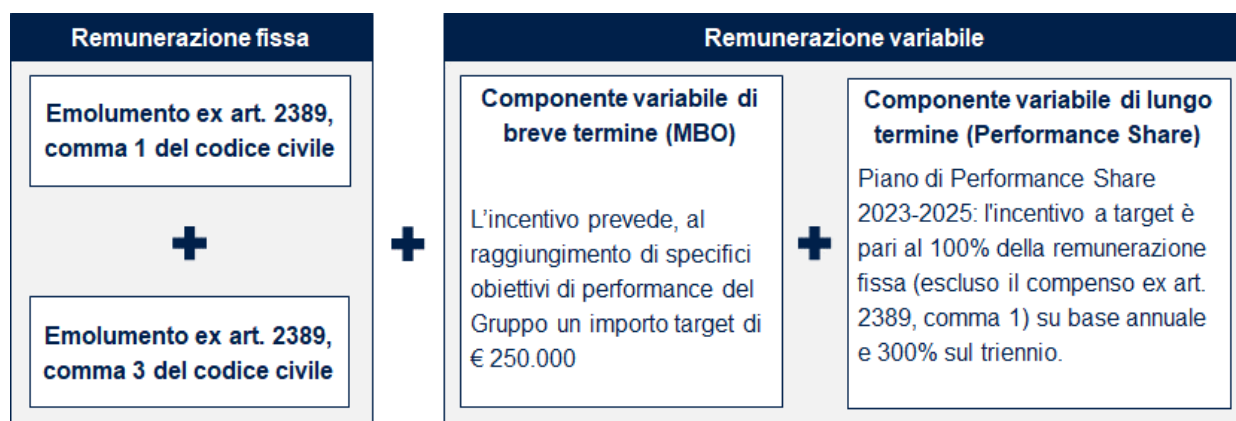 Remunerazione fissa
Emolumento ex art. 2389,
comma 1 del codice civile
Emolumento ex art. 2389,
comma 3 del codice civile
Remunerazione variabile
Componente variabile di
breve termine (MBO)
L’incentivo prevede, al
raggiungimento di specifici
obiettivi di performance del
Gruppo un importo target di
€ 250.000
Componente variabile di lungo
termine (Performance Share)
Piano di Performance Share
2023-2025: l'incentivo a target è
pari al 100% della remunerazione
fissa (escluso il compenso ex art.
2389, comma 1) su base annuale
e 300% sul triennio.